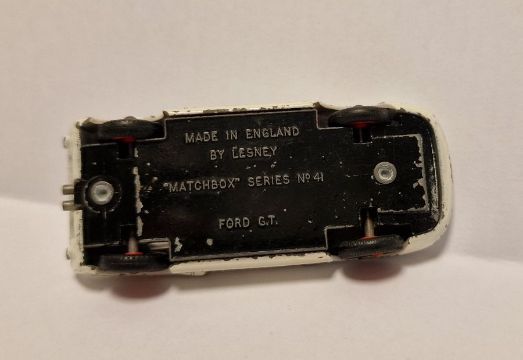 MADE IN ENGLAND
BY LESNEY
"MATCHBOX" SERIES Nº 41
FORD G.T.